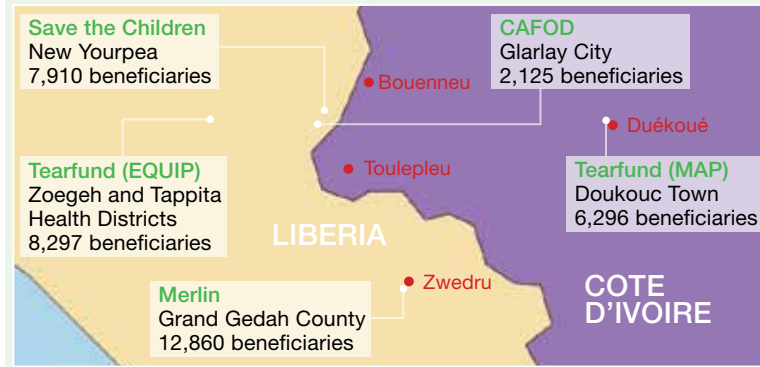 Save the Children
New Yourpea
7,910 beneficiaries
CAFOD
Glarlay City
2,125 beneficiaries
Bouenneu
Duékoué
Tearfund (EQUIP)
Zoegeh and Tappita
Health Districts
8,297 beneficiaries
Toulepleu
Tearfund (MAP)
Doukouc Town
6,296 beneficiaries
LIBERIA
Merlin
Grand Gedah County
12,860 beneficiaries
Zwedru
COTE
D'IVOIRE